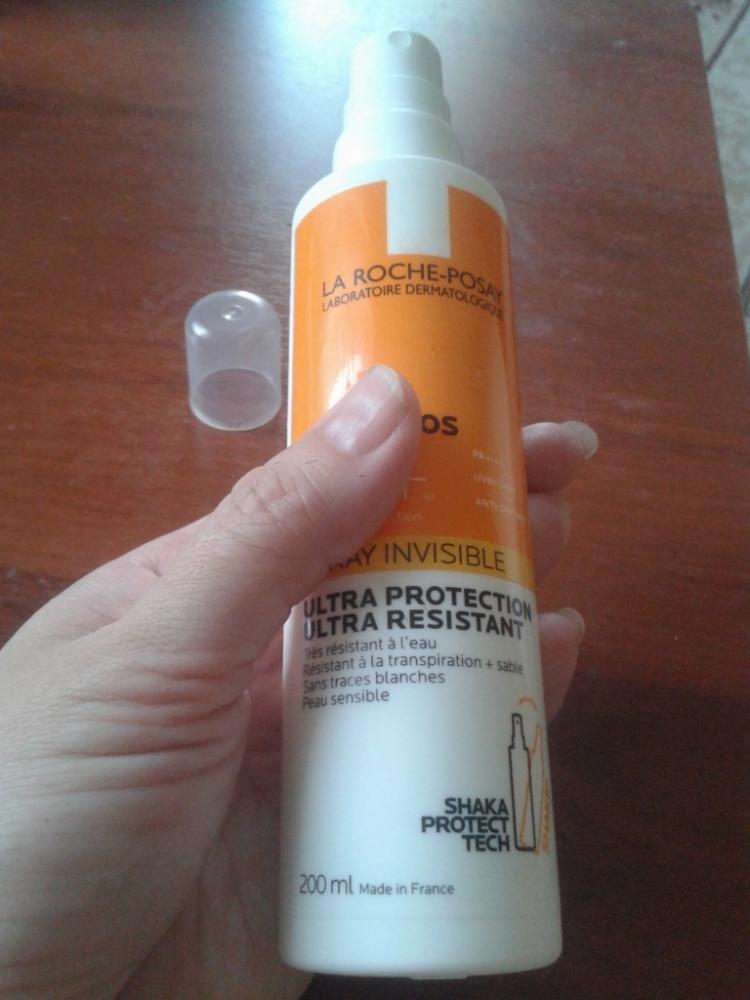 LA ROCHE-POSAY
LABORATOIRE DERMATOLOGIQUE
OS
PA++++
AY INVISIBLE
ULTRA PROTECTION
ULTRA RESISTANT
Très résistant à l'eau
Résistant à la transpiration + sable
Sans traces blanches
Peau sensible
SHAKA
PROTECT
TECH
200 ml Made in France